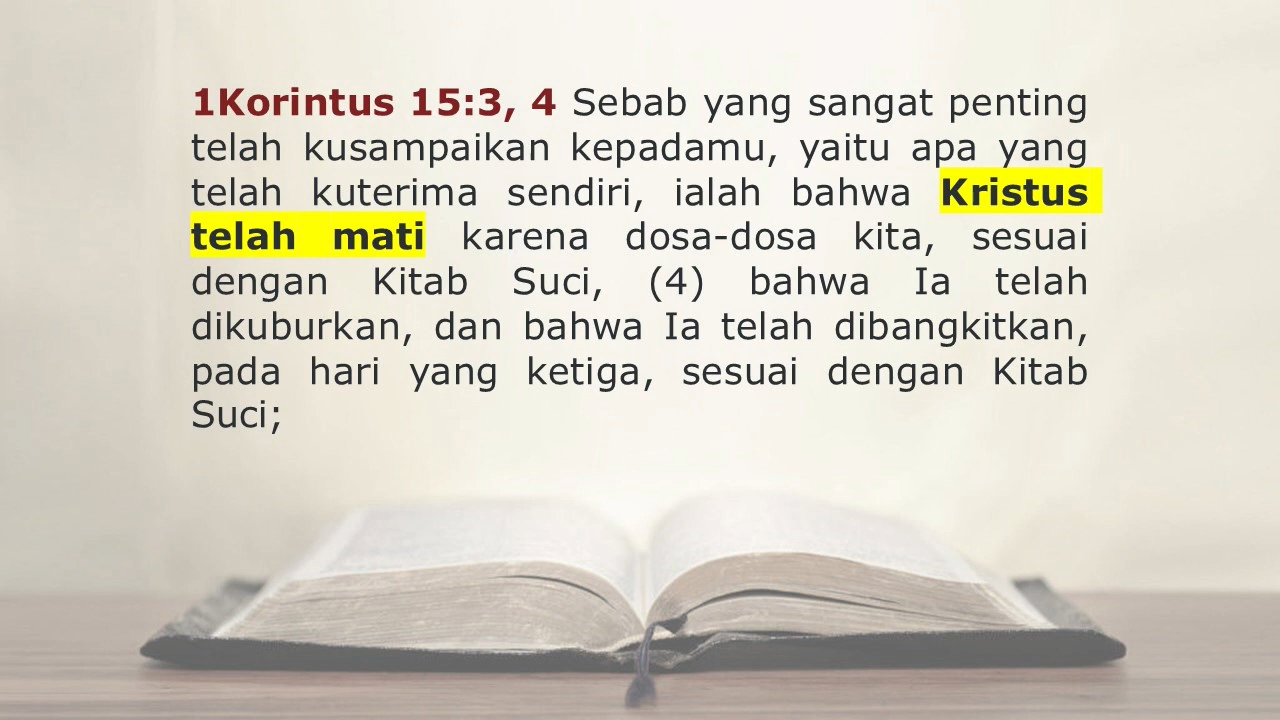 1Korintus 15:3, 4 Sebab yang sangat penting
telah kusampaikan kepadamu, yaitu apa yang
telah kuterima sendiri, ialah bahwa Kristus
telah mati karena dosa-dosa kita, sesuai
dengan Kitab Suci, (4) bahwa Ia telah
dikuburkan, dan bahwa Ia telah dibangkitkan,
pada hari yang ketiga, sesuai dengan Kitab
Suci;